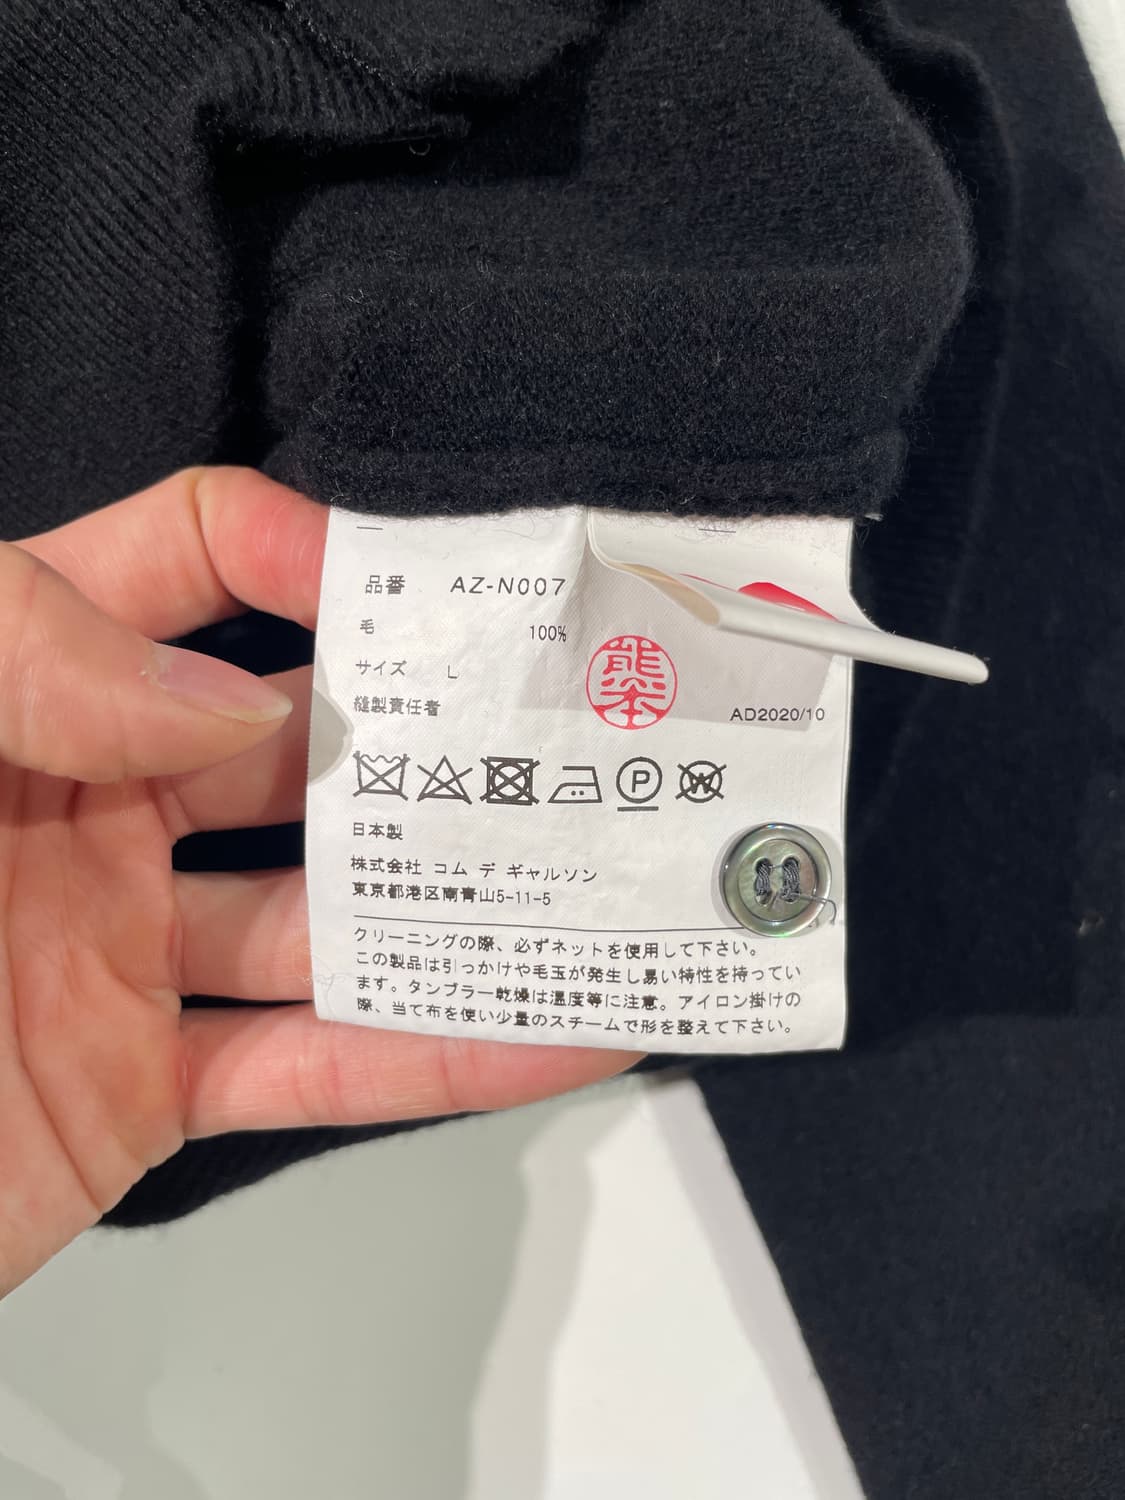 品番 AZ-N007
毛 100%
サイズ L
縫製責任者 熊本 AD2020/10
P W
日本製
株式会社 コム デ ギャルソン
東京都港区南青山5-11-5
クリーニングの際、必ずネットを使用して下さい。
この製品は引っかけや毛玉が発生し易い特性を持ってい
ます。タンブラー乾燥は温度等に注意。アイロン掛けの
際、当て布を使い少量のスチームで形を整えて下さい。